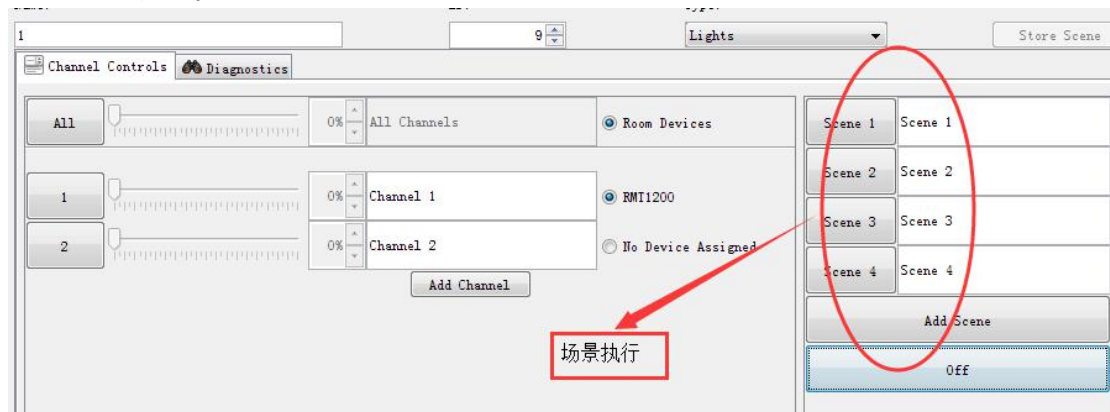 1 9 Lights Store Scene
Channel Controls Diagnostics
All 0% All Channels Room Devices Scene 1 Scene 1
Scene 2 Scene 2
1 0% Channel 1 RMT1200
Scene 3 Scene 3
2 0% Channel 2 No Device Assigned
Scene 4 Scene 4
Add Channel
Add Scene
场景执行
Off